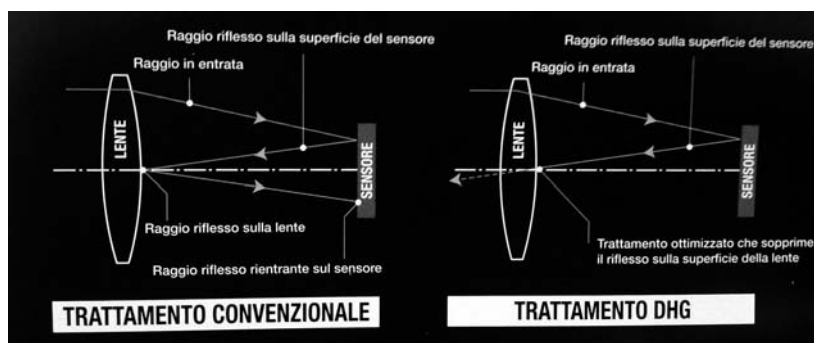 Raggio riflesso sulla superficie del sensore
Raggio in entrata
LENTE
SENSORE
Raggio riflesso sulla lente
Raggio riflesso rientrante sul sensore
TRATTAMENTO CONVENZIONALE
Raggio riflesso sulla superficie del sensore
Raggio in entrata
LENTE
SENSORE
Trattamento ottimizzato che sopprime
il riflesso sulla superficie della lente
TRATTAMENTO DHG